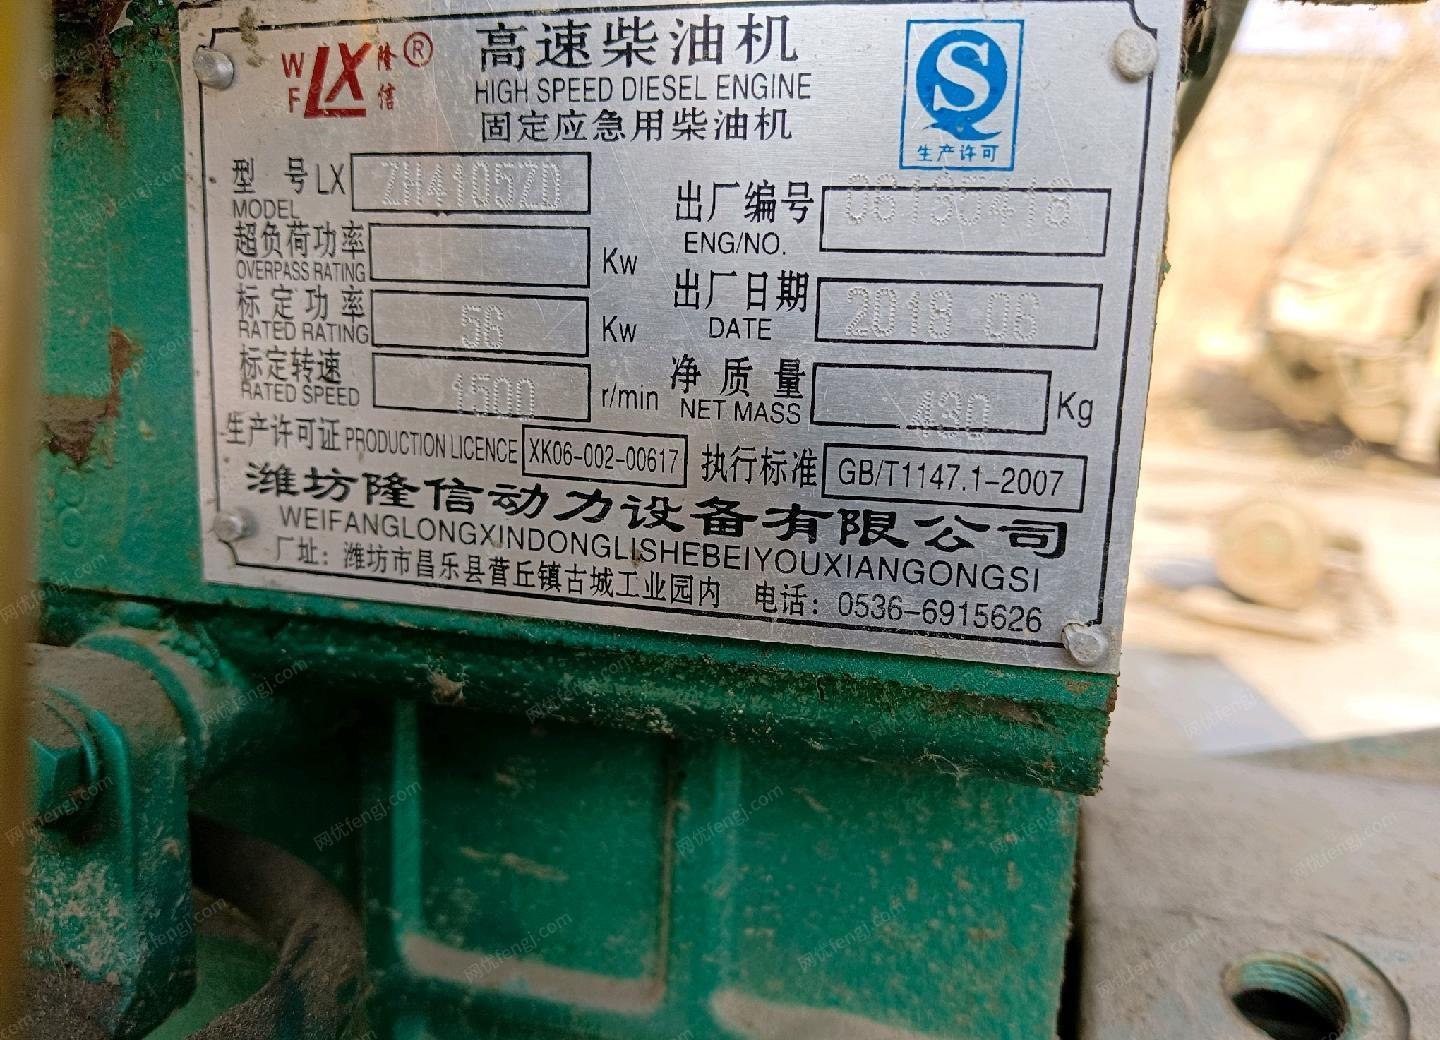 WF LX 隆信 ®
高速柴油机
HIGH SPEED DIESEL ENGINE
固定应急用柴油机
S
生产许可
型 号 LX ZH4105ZD
MODEL
超负荷功率 Kw
OVERPASS RATING
标定功率 56 Kw
RATED RATING
标定转速 1500 r/min
RATED SPEED
出厂编号
ENG/NO.
出厂日期 2018 06
DATE
净质量 430 Kg
NET MASS
生产许可证 PRODUCTION LICENCE XK06-002-00617 执行标准 GB/T1147.1-2007
潍坊隆信动力设备有限公司
WEIFANGLONGXINDONGLISHEBEIYOUXIANGONGSI
厂址：潍坊市昌乐县营丘镇古城工业园内 电话：0536-6915626